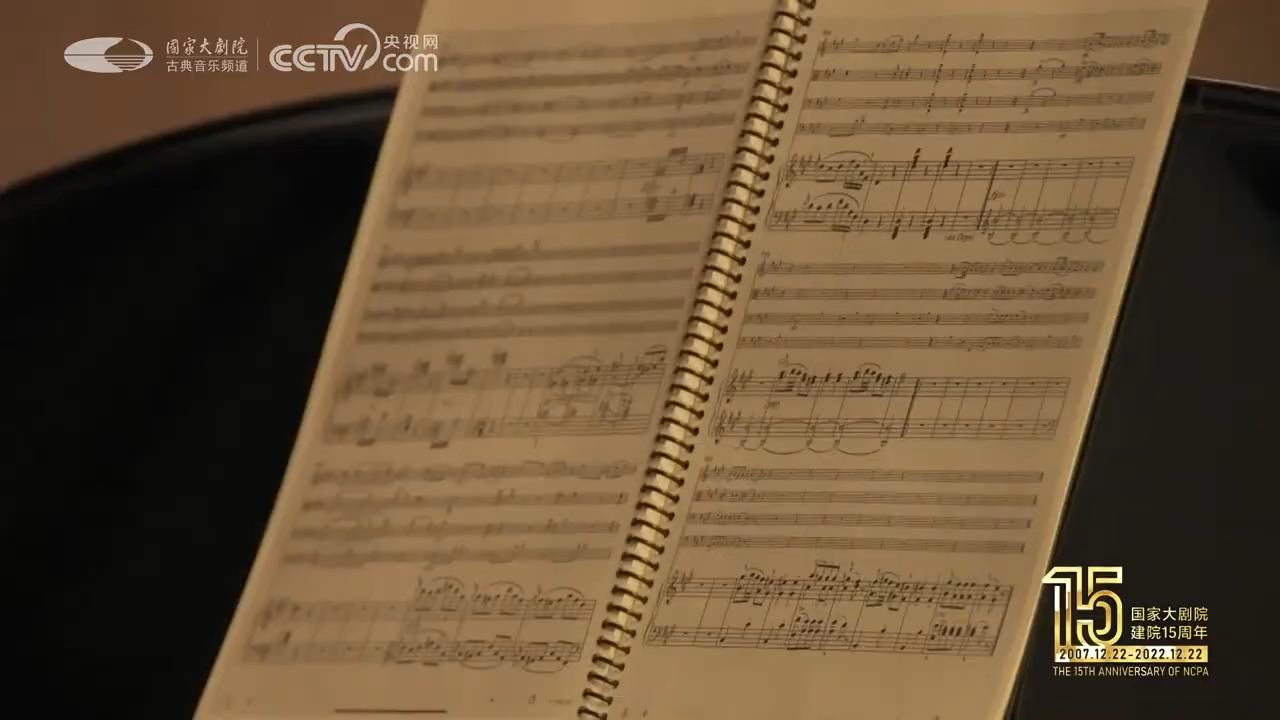 国家大剧院
古典音乐频道
CCTV
央视网
com
15
国家大剧院
建院15周年
2007.12.22-2022.12.22
THE 15TH ANNIVERSARY OF NCPA